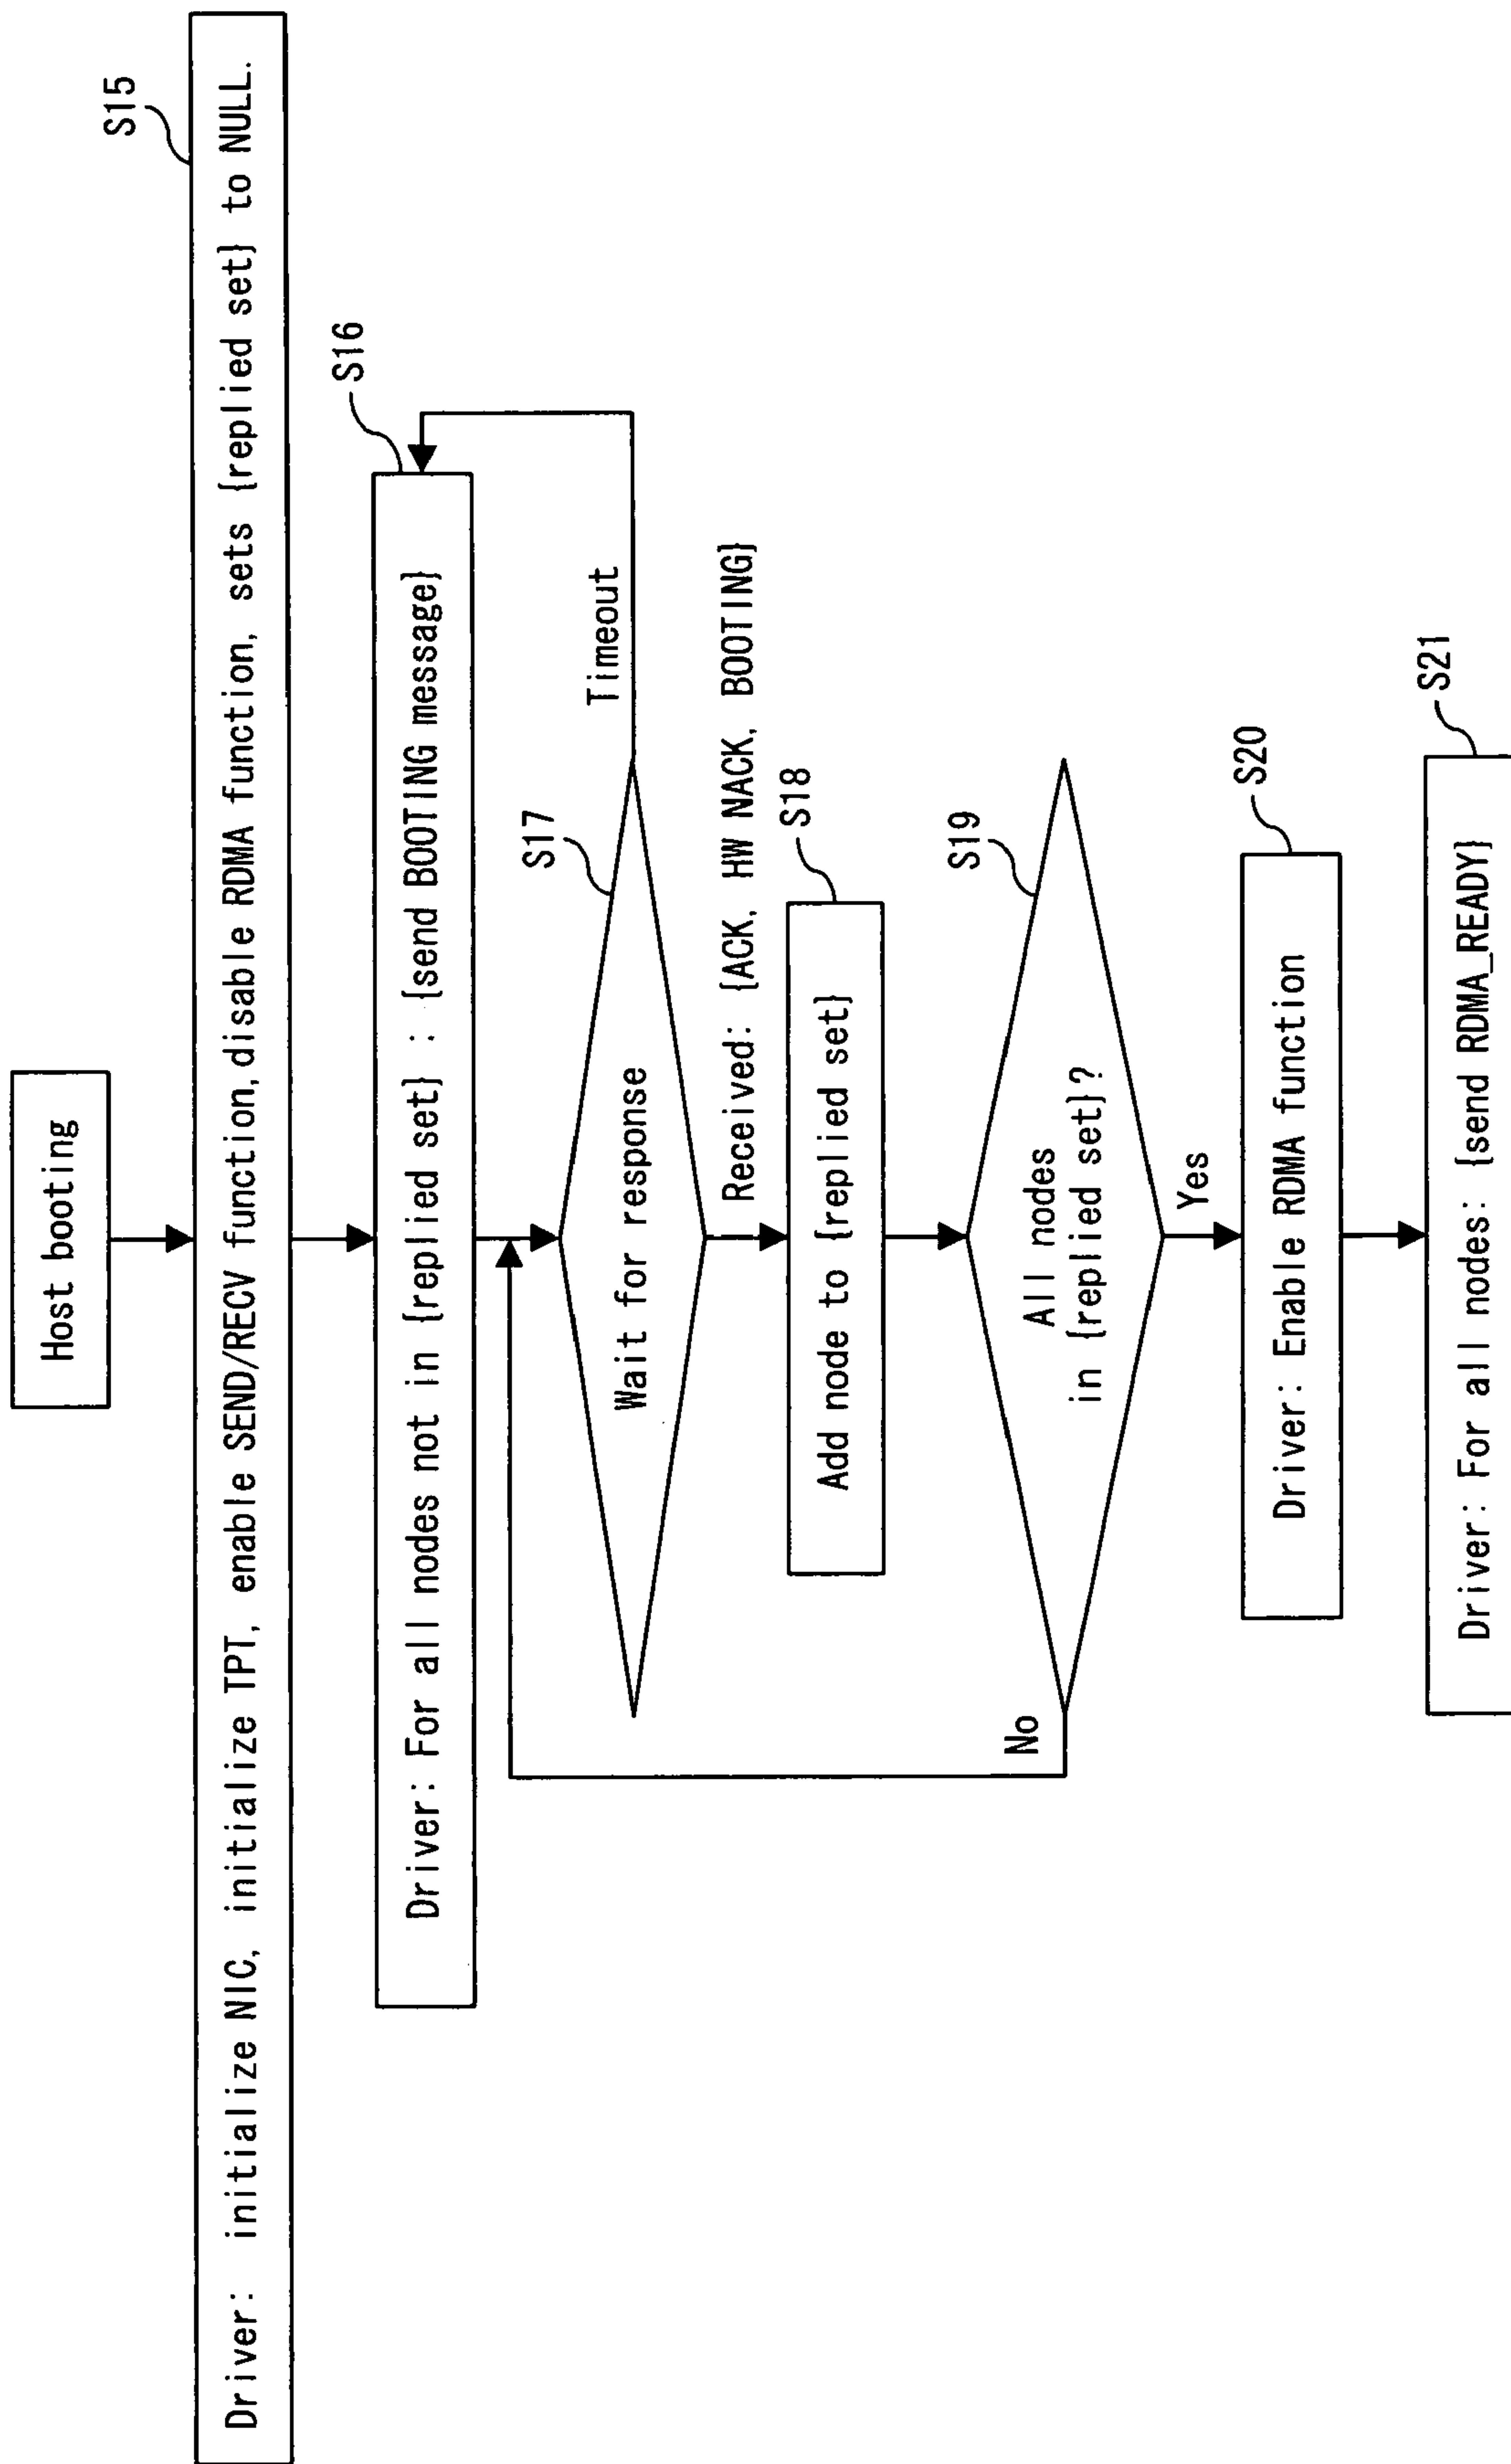 Host booting
S15
Driver: initialize NIC, initialize TPT, enable SEND/RECV function, disable RDMA function, sets {replied set} to NULL.
S16
Driver: For all nodes not in {replied set} : {send BOOTING message}
S17
Wait for response
Timeout
Received: {ACK, HW NACK, BOOTING}
S18
Add node to {replied set}
S19
All nodes
in {replied set}?
No
Yes
S20
Driver: Enable RDMA function
S21
Driver: For all nodes: {send RDMA_READY}